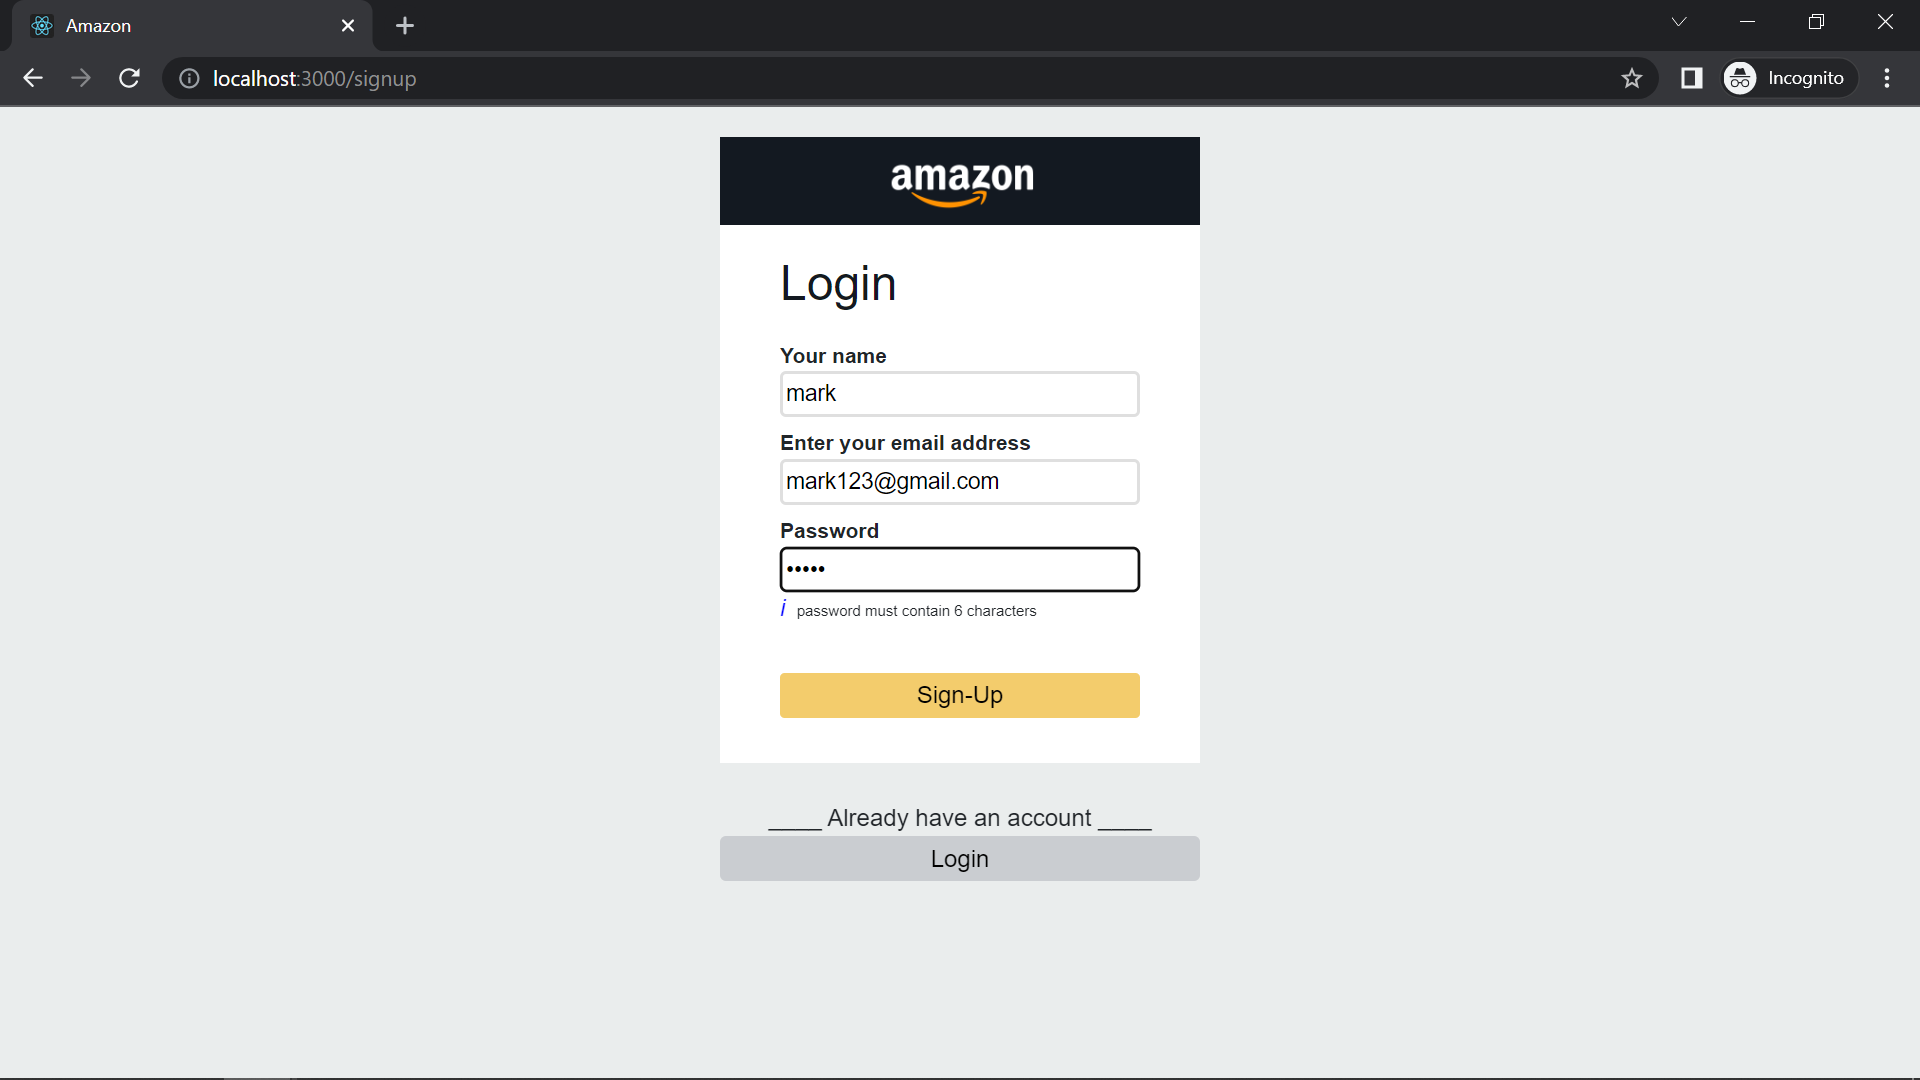 Amazon
localhost:3000/signup
Incognito
amazon
Login
Your name
mark
Enter your email address
mark123@gmail.com
Password
•••••
i password must contain 6 characters
Sign-Up
____ Already have an account ____
Login